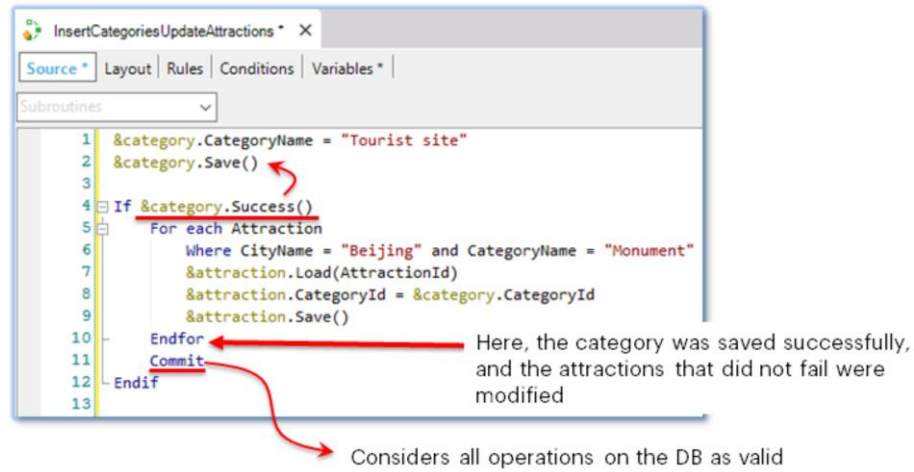 InsertCategoriesUpdateAttractions * X
Source * Layout Rules Conditions Variables *
Subroutines
1 &category.CategoryName = "Tourist site"
2 &category.Save()
3
4 If &category.Success()
5 For each Attraction
6 Where CityName = "Beijing" and CategoryName = "Monument"
7 &attraction.Load(AttractionId)
8 &attraction.CategoryId = &category.CategoryId
9 &attraction.Save()
10 Endfor
11 Commit
12 Endif
13
Here, the category was saved successfully,
and the attractions that did not fail were
modified
Considers all operations on the DB as valid